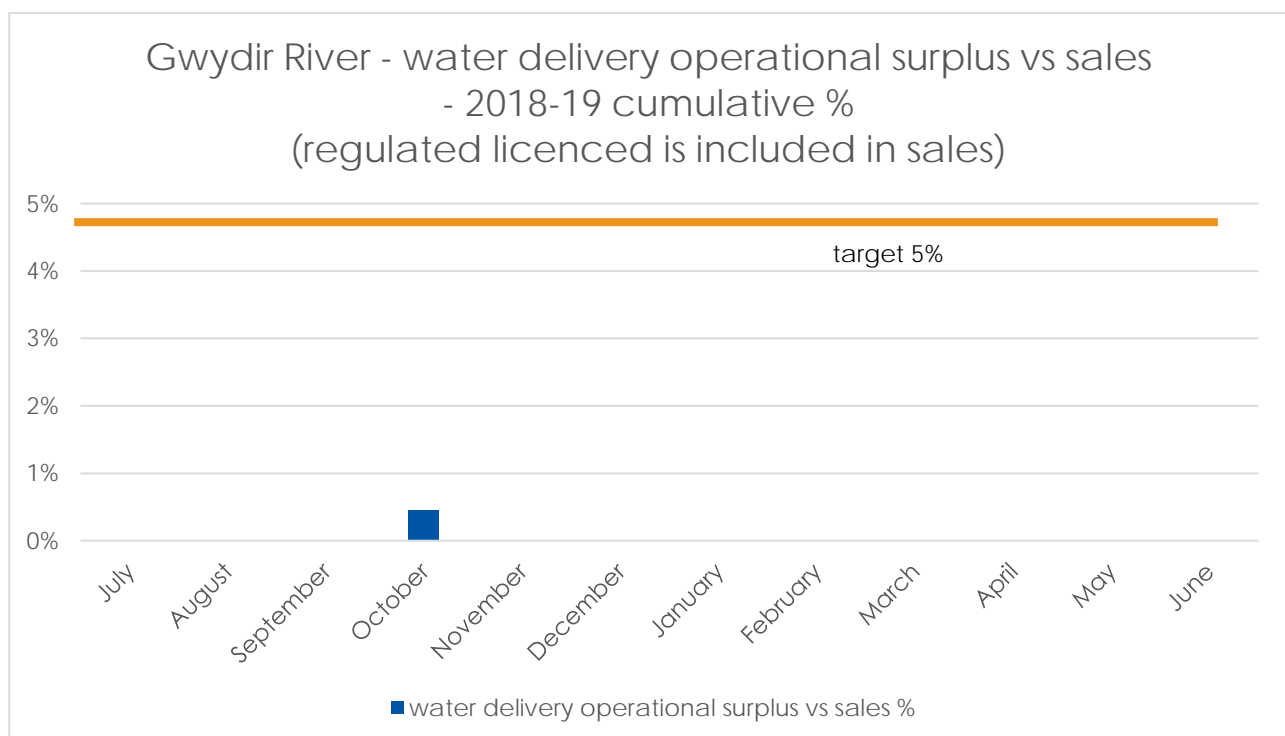 Gwydir River - water delivery operational surplus vs sales
- 2018-19 cumulative %
(regulated licenced is included in sales)
5%
target 5%
4%
3%
2%
1%
0%
July
August
September
October
November
December
January
February
March
April
May
June
water delivery operational surplus vs sales %